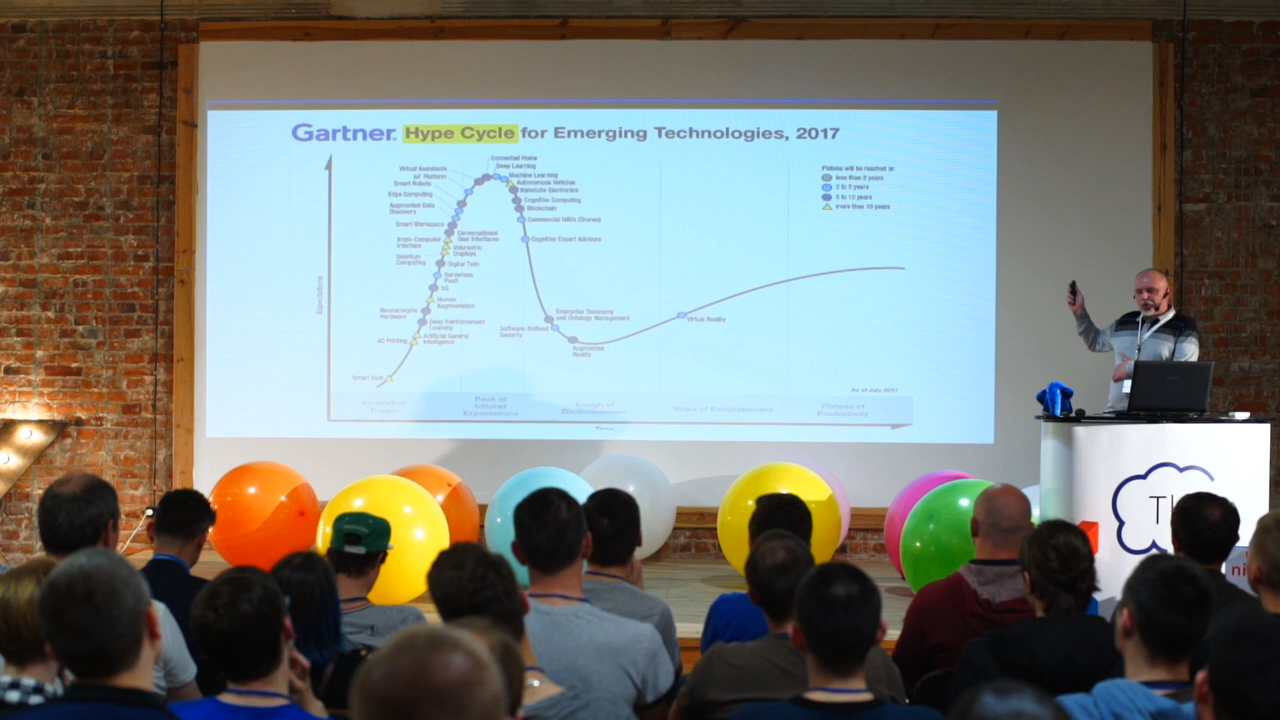 Gartner. Hype Cycle for Emerging Technologies, 2017
Connected Home
Deep Learning
Virtual Assistants
IoT Platform
Machine Learning
Smart Robots
Autonomous Vehicles
Nanotube Electronics
Edge Computing
Cognitive Computing
Augmented Data
Discovery
Blockchain
Commercial UAVs (Drones)
Smart Workspace
Conversational
User Interfaces
Cognitive Expert Advisors
Brain-Computer
Interface
Volumetric
Displays
Quantum
Computing
Digital Twin
Serverless
PaaS
5G
Human
Augmentation
Neuromorphic
Hardware
Deep Reinforcement
Learning
4D Printing
Artificial General
Intelligence
Smart Dust
Enterprise Taxonomy
and Ontology Management
Software-Defined
Security
Augmented
Reality
Virtual Reality
Plateau will be reached in:
less than 2 years
2 to 5 years
5 to 10 years
more than 10 years
Expectations
As of July 2017
Innovation
Trigger
Peak of
Inflated
Expectations
Trough of
Disillusionment
Slope of Enlightenment
Plateau of
Productivity
Time